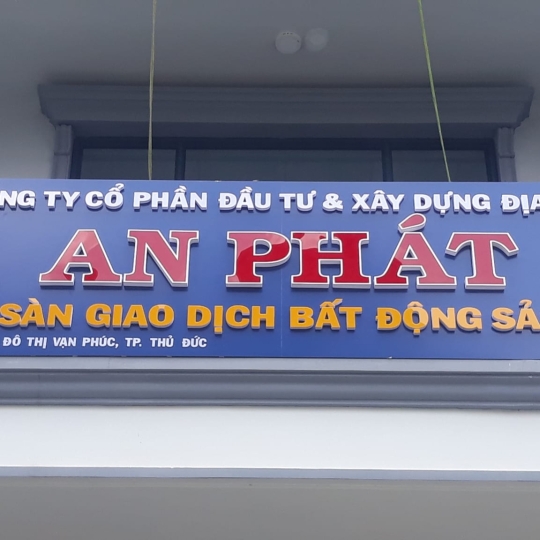 NG TY CỔ PHẦN ĐẦU TƯ & XÂY DỰNG ĐỊA
AN PHÁT
SÀN GIAO DỊCH BẤT ĐỘNG SẢ
ĐÔ THỊ VẠN PHÚC, TP. THỦ ĐỨC